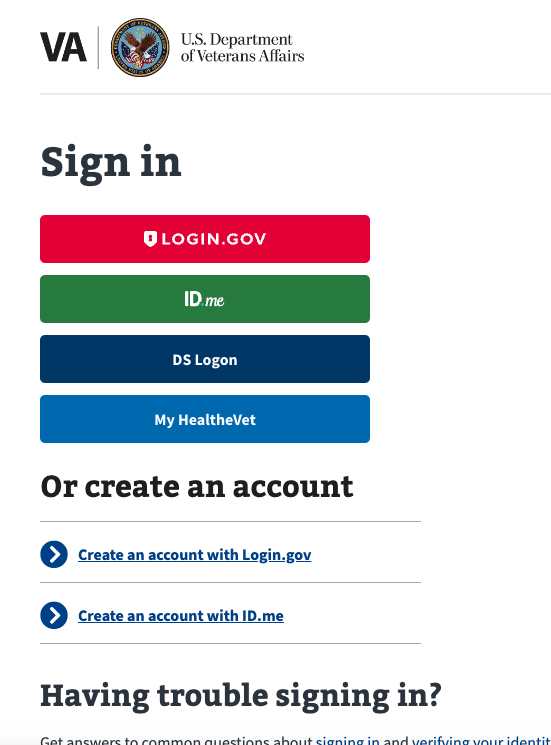 VA
U.S. Department
of Veterans Affairs
Sign in
LOGIN.GOV
ID.me
DS Logon
My HealtheVet
Or create an account
Create an account with Login.gov
Create an account with ID.me
Having trouble signing in?
Get answers to common questions about signing in and verifying your identit